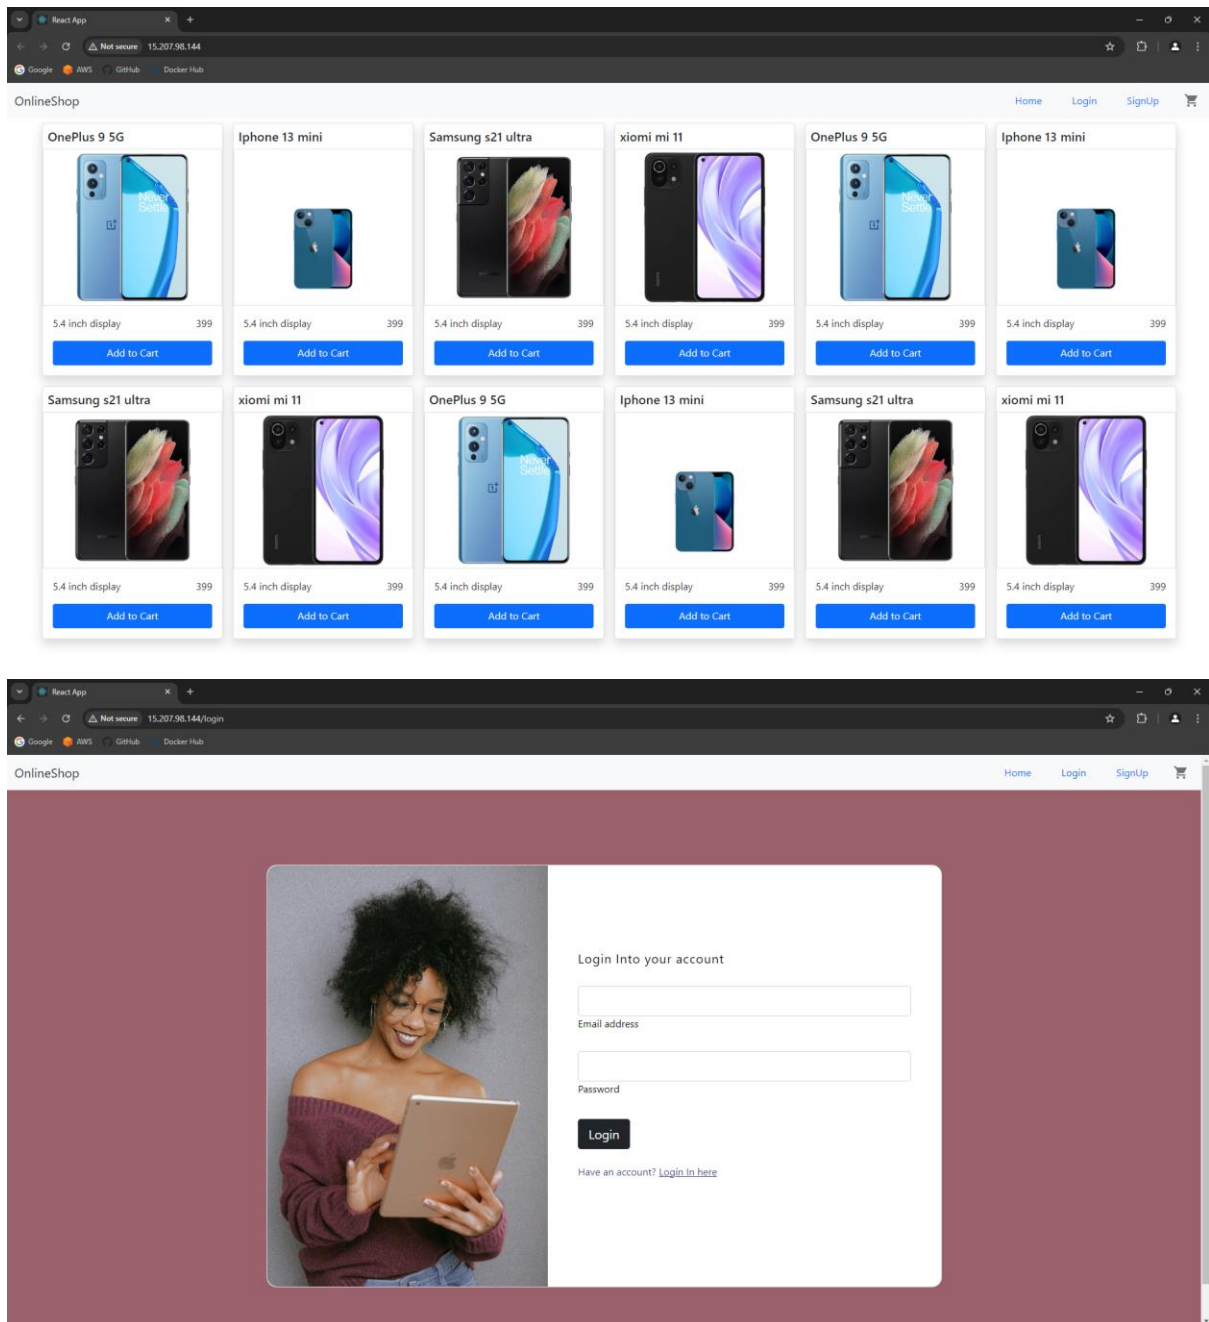 React App
Not secure 15.207.98.144
Google AWS GitHub Docker Hub
OnlineShop Home Login SignUp
OnePlus 9 5G Iphone 13 mini Samsung s21 ultra xiomi mi 11 OnePlus 9 5G Iphone 13 mini
Never Never
Settle Settle
5.4 inch display 399 5.4 inch display 399 5.4 inch display 399 5.4 inch display 399 5.4 inch display 399 5.4 inch display 399
Add to Cart Add to Cart Add to Cart Add to Cart Add to Cart Add to Cart
Samsung s21 ultra xiomi mi 11 OnePlus 9 5G Iphone 13 mini Samsung s21 ultra xiomi mi 11
Never
Settle
5.4 inch display 399 5.4 inch display 399 5.4 inch display 399 5.4 inch display 399 5.4 inch display 399 5.4 inch display 399
Add to Cart Add to Cart Add to Cart Add to Cart Add to Cart Add to Cart
React App
Not secure 15.207.98.144/login
Google AWS GitHub Docker Hub
OnlineShop Home Login SignUp
Login Into your account
Email address
Password
Login
Have an account? Login In here